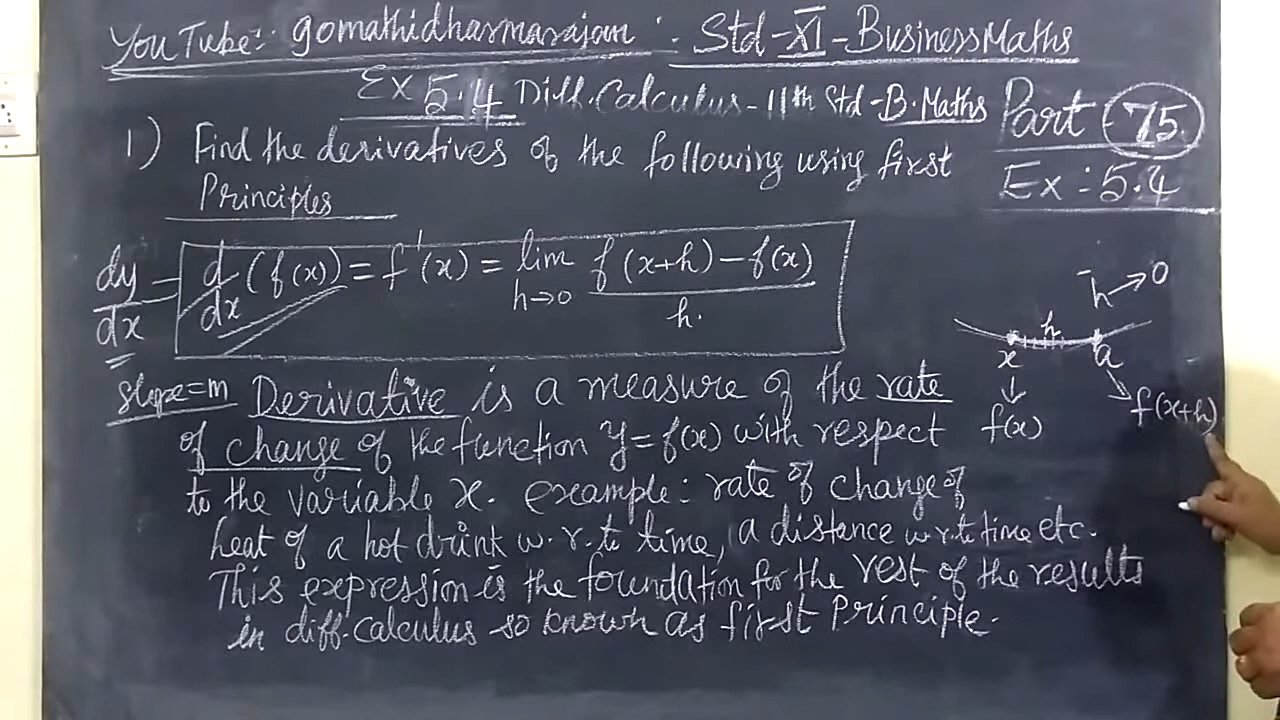 YouTube:- gomathidharmarajan : Std-XI-BusinessMaths
Ex 5.4 Diff.Calculus-11th Std-B.Maths Part-75
Ex:5.4
1) Find the derivatives of the following using first
Principles
dy/dx = d/dx (f(x)) = f'(x) = lim h→0 f(x+h)-f(x)/h.
h→0
h
x a
↓
f(x) f(x+h)
slope=m Derivative is a measure of the rate
of change of the function y=f(x) with respect
to the variable x. example: rate of change of
heat of a hot drink w.r.to time, a distance w r.to time etc.
This expression is the foundation for the rest of the results
in diff.calculus so known as first Principle.